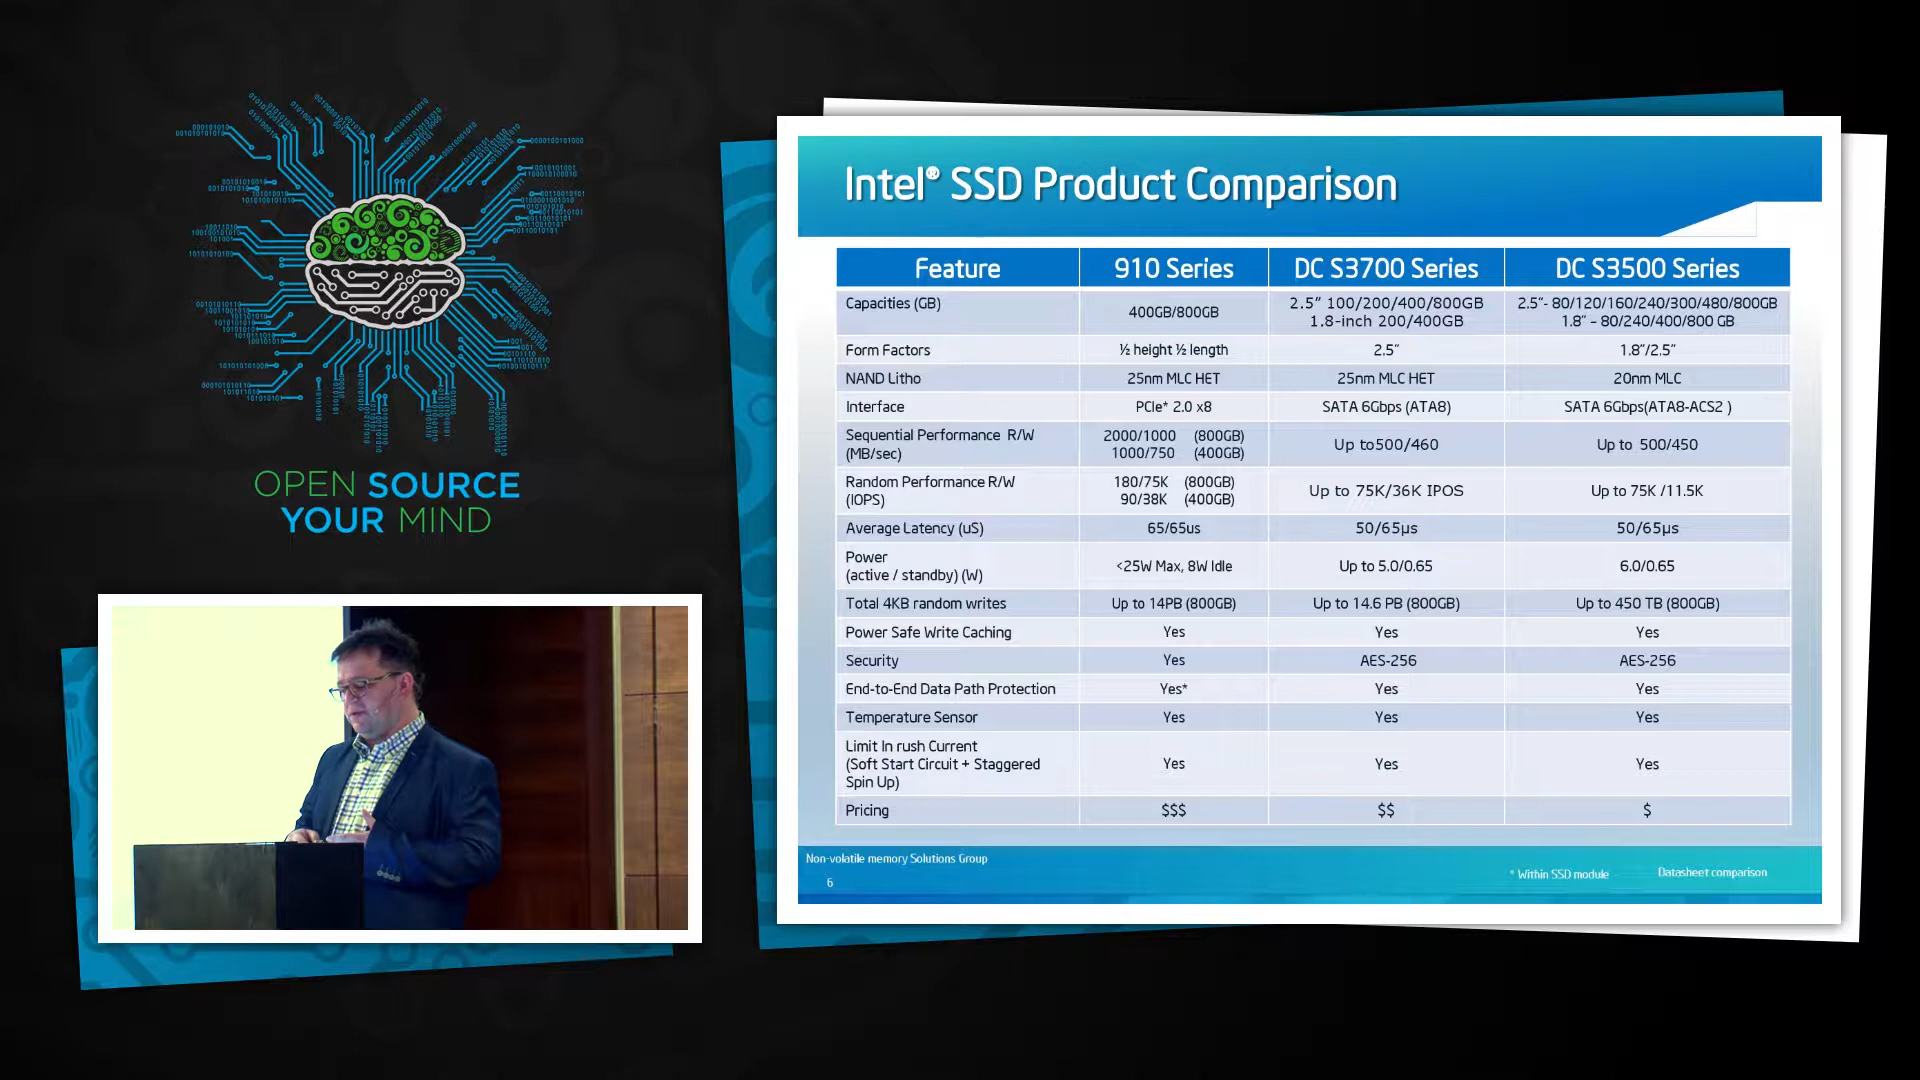 OPEN SOURCE
YOUR MIND
Intel® SSD Product Comparison
Feature 910 Series DC S3700 Series DC S3500 Series
Capacities (GB) 400GB/800GB 2.5” 100/200/400/800GB 2.5”- 80/120/160/240/300/480/800GB
1.8-inch 200/400GB 1.8” – 80/240/400/800 GB
Form Factors ½ height ½ length 2.5” 1.8”/2.5”
NAND Litho 25nm MLC HET 25nm MLC HET 20nm MLC
Interface PCIe* 2.0 x8 SATA 6Gbps (ATA8) SATA 6Gbps(ATA8-ACS2 )
Sequential Performance R/W 2000/1000 (800GB) Up to500/460 Up to 500/450
(MB/sec) 1000/750 (400GB)
Random Performance R/W 180/75K (800GB) Up to 75K/36K IPOS Up to 75K /11.5K
(IOPS) 90/38K (400GB)
Average Latency (uS) 65/65us 50/65µs 50/65µs
Power
(active / standby) (W) <25W Max, 8W Idle Up to 5.0/0.65 6.0/0.65
Total 4KB random writes Up to 14PB (800GB) Up to 14.6 PB (800GB) Up to 450 TB (800GB)
Power Safe Write Caching Yes Yes Yes
Security Yes AES-256 AES-256
End-to-End Data Path Protection Yes* Yes Yes
Temperature Sensor Yes Yes Yes
Limit In rush Current
(Soft Start Circuit + Staggered Yes Yes Yes
Spin Up)
Pricing $$$ $$ $
Non-volatile memory Solutions Group
6
* Within SSD module
Datasheet comparison